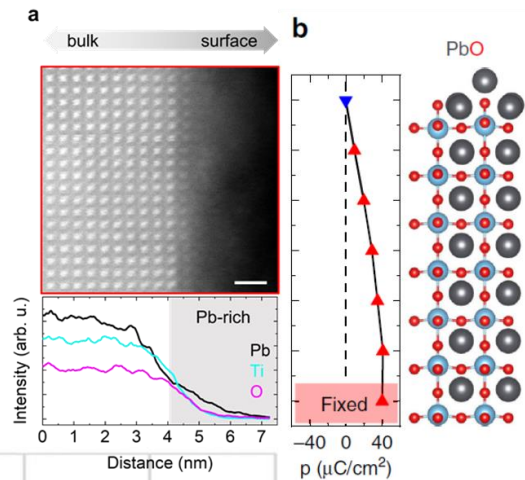 a
bulk
surface
Intensity (arb. u.)
Pb-rich
Pb
Ti
O
0 1 2 3 4 5 6 7
Distance (nm)
b
PbO
Fixed
−40 0 40
p (μC/cm²)